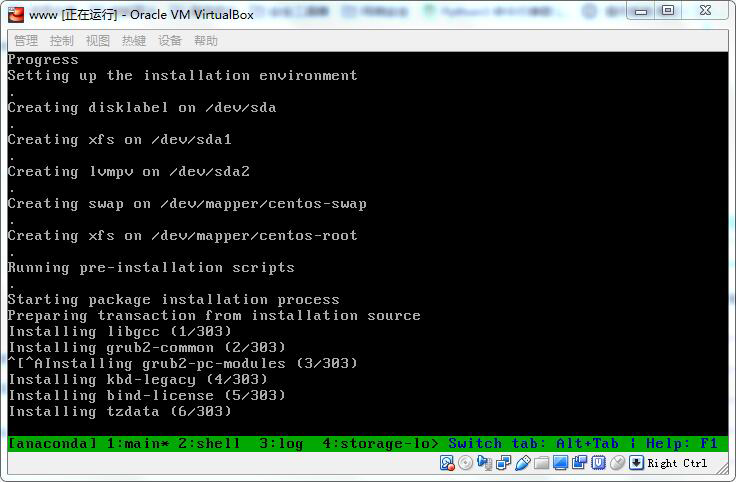 www [正在运行] - Oracle VM VirtualBox
管理 控制 视图 热键 设备 帮助
Progress
Setting up the installation environment
.
Creating disklabel on /dev/sda
.
Creating xfs on /dev/sda1
.
Creating lvmpv on /dev/sda2
.
Creating swap on /dev/mapper/centos-swap
.
Creating xfs on /dev/mapper/centos-root
.
Running pre-installation scripts
.
Starting package installation process
Preparing transaction from installation source
Installing libgcc (1/303)
Installing grub2-common (2/303)
^[^AInstalling grub2-pc-modules (3/303)
Installing kbd-legacy (4/303)
Installing bind-license (5/303)
Installing tzdata (6/303)
[anaconda] 1:main* 2:shell  3:log  4:storage-lo> Switch tab: Alt+Tab | Help: F1
Right Ctrl